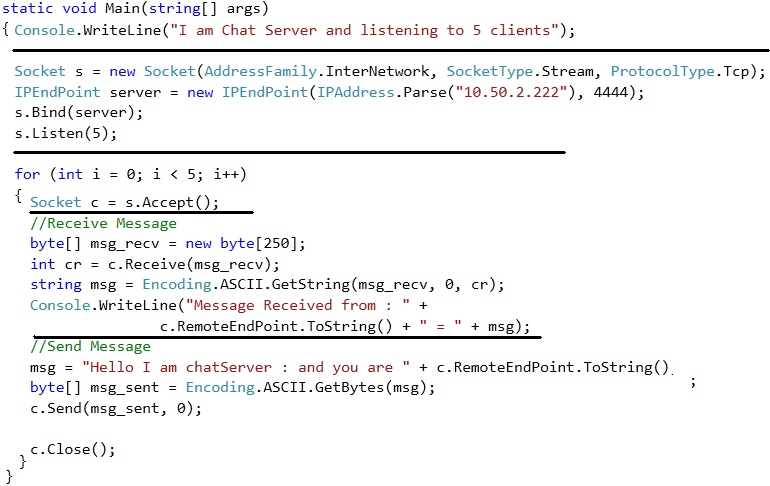 static void Main(string[] args)
{ Console.WriteLine("I am Chat Server and listening to 5 clients");
Socket s = new Socket(AddressFamily.InterNetwork, SocketType.Stream, ProtocolType.Tcp);
IPEndPoint server = new IPEndPoint(IPAddress.Parse("10.50.2.222"), 4444);
s.Bind(server);
s.Listen(5);
for (int i = 0; i < 5; i++)
{ Socket c = s.Accept();
//Receive Message
byte[] msg_recv = new byte[250];
int cr = c.Receive(msg_recv);
string msg = Encoding.ASCII.GetString(msg_recv, 0, cr);
Console.WriteLine("Message Received from : " +
c.RemoteEndPoint.ToString() + " = " + msg);
//Send Message
msg = "Hello I am chatServer : and you are " + c.RemoteEndPoint.ToString() ;
byte[] msg_sent = Encoding.ASCII.GetBytes(msg);
c.Send(msg_sent, 0);
c.Close();
}
}